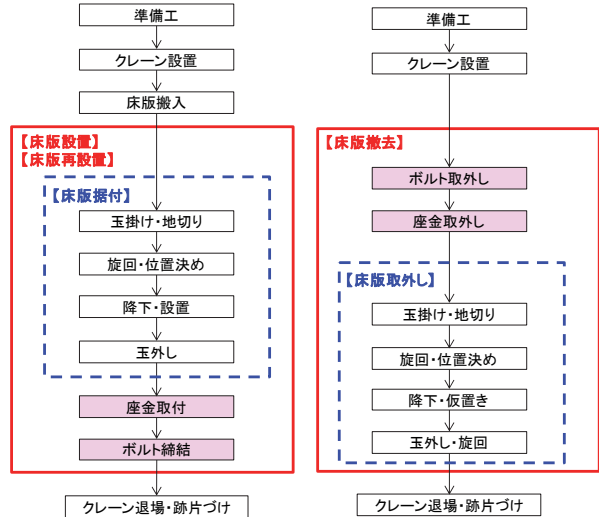 準備工
クレーン設置
床版搬入
【床版設置】
【床版再設置】
【床版据付】
玉掛け・地切り
旋回・位置決め
降下・設置
玉外し
座金取付
ボルト締結
クレーン退場・跡片づけ
準備工
クレーン設置
【床版撤去】
ボルト取外し
座金取外し
【床版取外し】
玉掛け・地切り
旋回・位置決め
降下・仮置き
玉外し・旋回
クレーン退場・跡片づけ